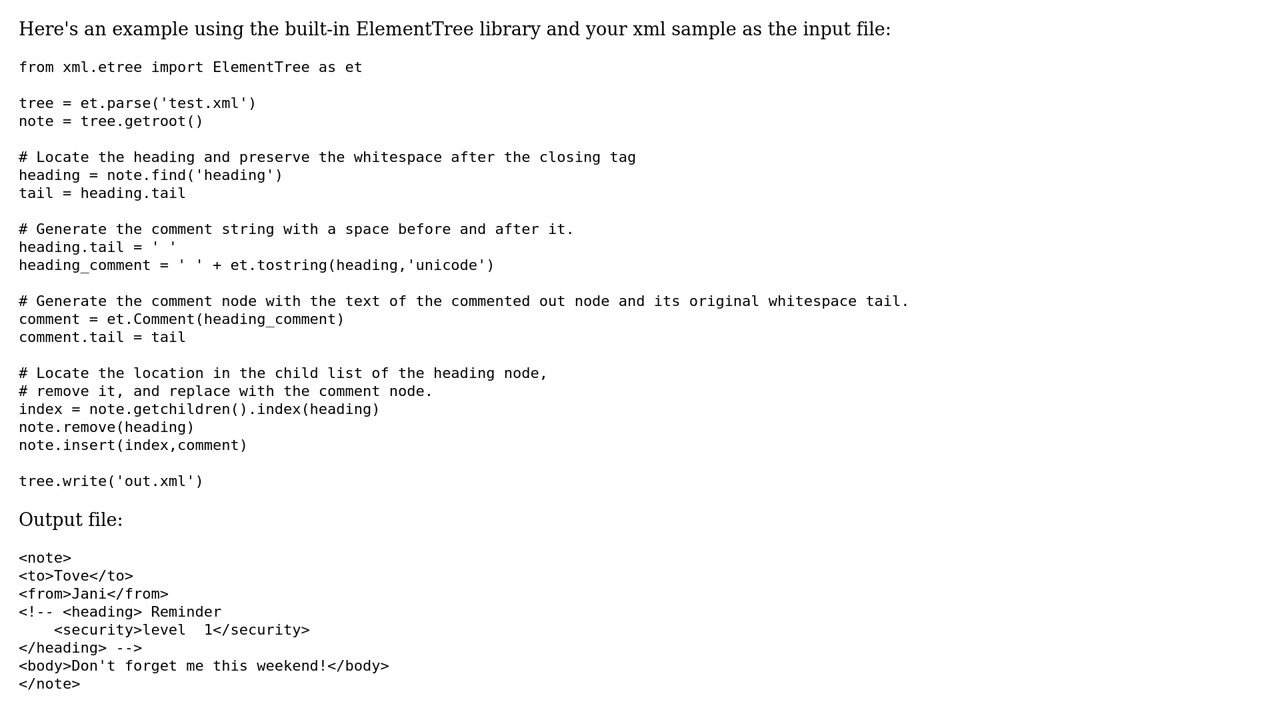 Here's an example using the built-in ElementTree library and your xml sample as the input file:
from xml.etree import ElementTree as et
tree = et.parse('test.xml')
note = tree.getroot()
# Locate the heading and preserve the whitespace after the closing tag
heading = note.find('heading')
tail = heading.tail
# Generate the comment string with a space before and after it.
heading.tail = ' '
heading_comment = ' ' + et.tostring(heading,'unicode')
# Generate the comment node with the text of the commented out node and its original whitespace tail.
comment = et.Comment(heading_comment)
comment.tail = tail
# Locate the location in the child list of the heading node,
# remove it, and replace with the comment node.
index = note.getchildren().index(heading)
note.remove(heading)
note.insert(index,comment)
tree.write('out.xml')
Output file:
<note>
<to>Tove</to>
<from>Jani</from>
<!-- <heading> Reminder
    <security>level  1</security>
</heading> -->
<body>Don't forget me this weekend!</body>
</note>